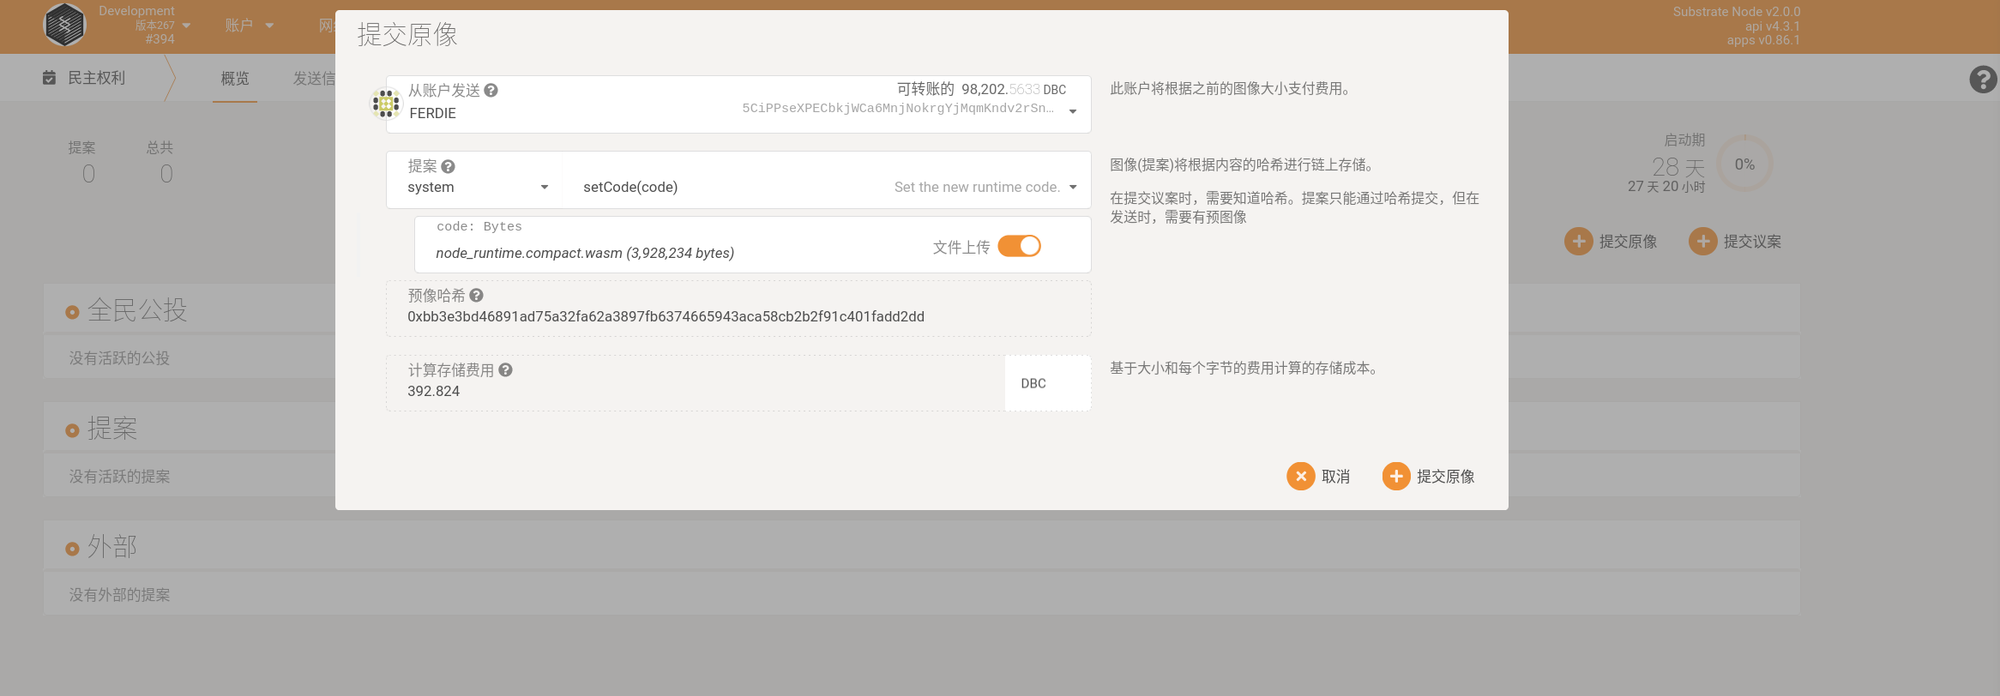 Development
版本267
#394
账户
Substrate Node v2.0.0
api v4.3.1
apps v0.86.1
民主权利
概览
发送信
提案
0
总共
0
启动期
28 天
27 天 20 小时
0%
提交原像
提交议案
全民公投
没有活跃的公投
提案
没有活跃的提案
外部
没有外部的提案
提交原像
从账户发送
FERDIE
可转账的 98,202.5633 DBC
5CiPPseXPECbkjWCa6MnjNokrgYjMqmKndv2rSn…
此账户将根据之前的图像大小支付费用。
提案
system
setCode(code)
Set the new runtime code.
图像(提案)将根据内容的哈希进行链上存储。
在提交议案时，需要知道哈希。提案只能通过哈希提交，但在
发送时，需要有预图像
code: Bytes
node_runtime.compact.wasm (3,928,234 bytes)
文件上传
预像哈希
0xbb3e3bd46891ad75a32fa62a3897fb6374665943aca58cb2b2f91c401fadd2dd
计算存储费用
392.824
DBC
基于大小和每个字节的费用计算的存储成本。
取消
提交原像